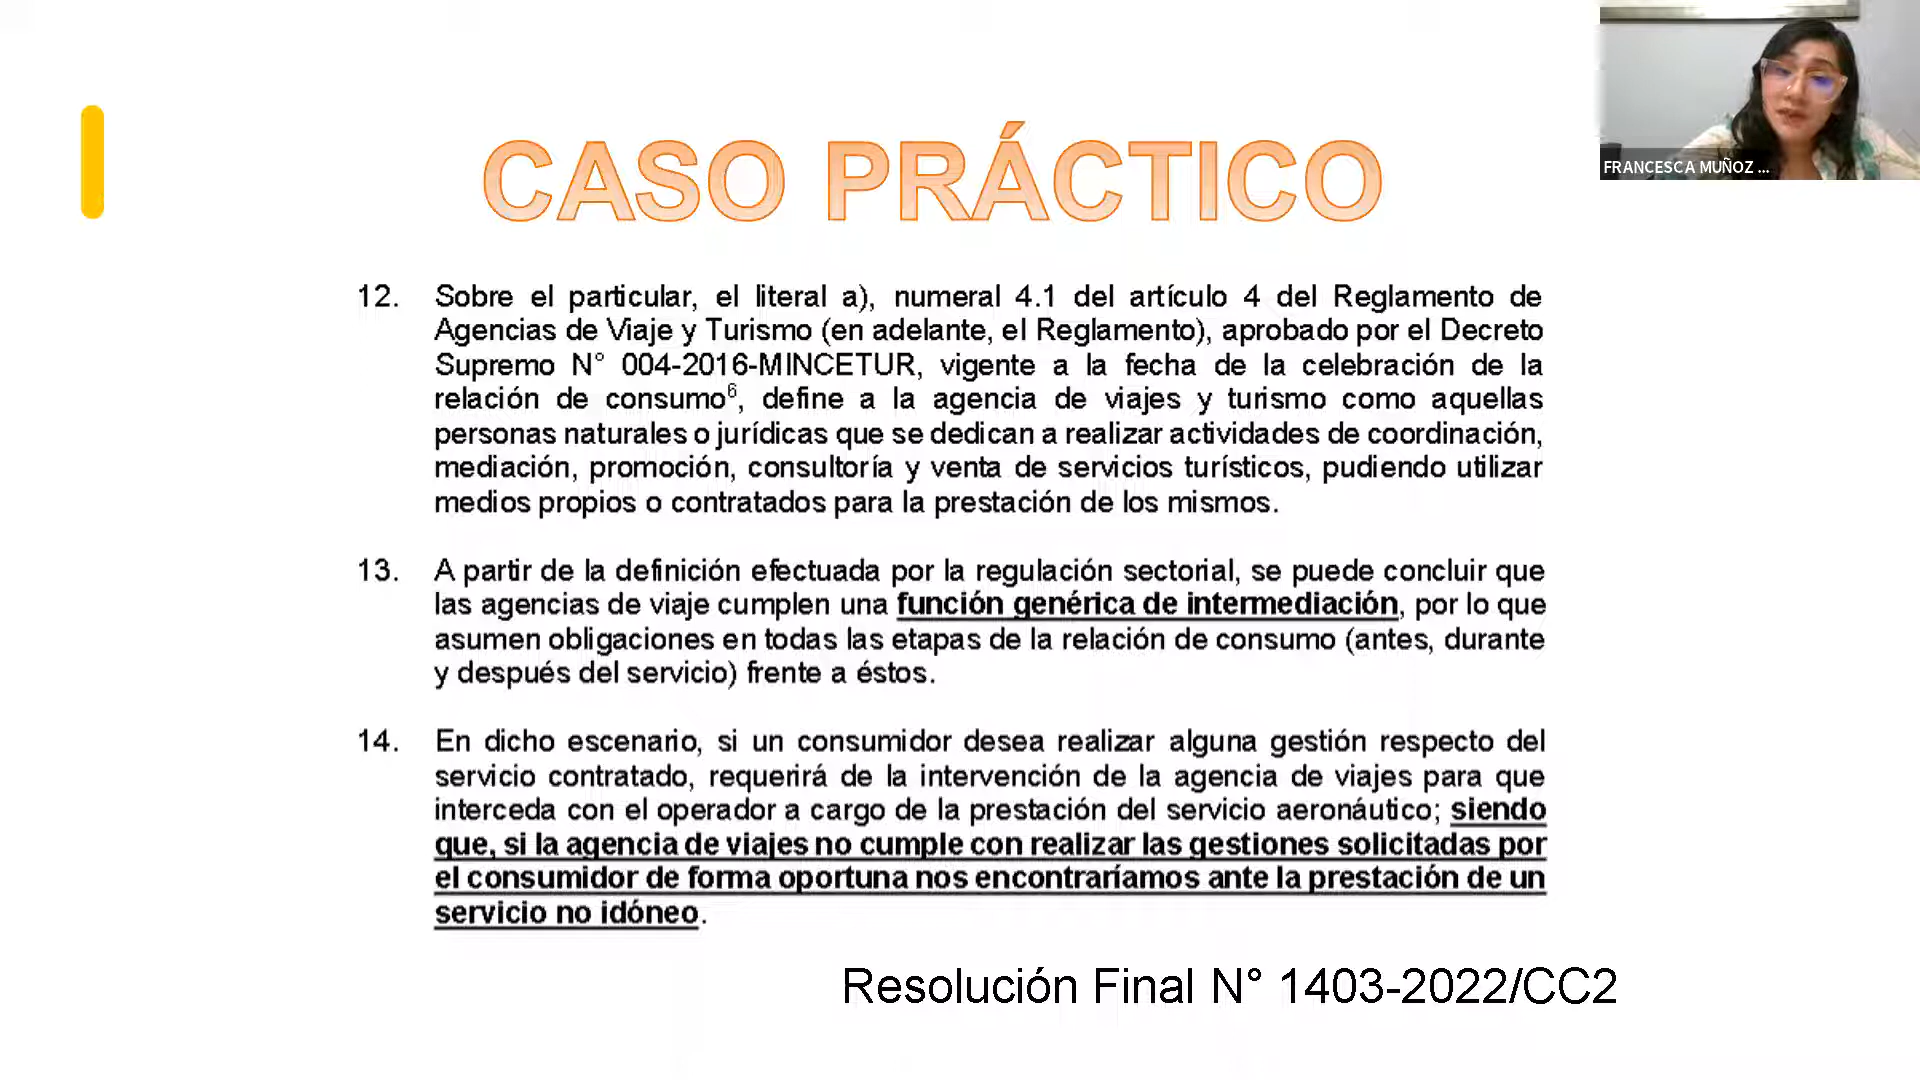 FRANCESCA MUÑOZ ...
CASO PRÁCTICO
12. Sobre el particular, el literal a), numeral 4.1 del artículo 4 del Reglamento de
Agencias de Viaje y Turismo (en adelante, el Reglamento), aprobado por el Decreto
Supremo N° 004-2016-MINCETUR, vigente a la fecha de la celebración de la
relación de consumo⁶, define a la agencia de viajes y turismo como aquellas
personas naturales o jurídicas que se dedican a realizar actividades de coordinación,
mediación, promoción, consultoría y venta de servicios turísticos, pudiendo utilizar
medios propios o contratados para la prestación de los mismos.
13. A partir de la definición efectuada por la regulación sectorial, se puede concluir que
las agencias de viaje cumplen una función genérica de intermediación, por lo que
asumen obligaciones en todas las etapas de la relación de consumo (antes, durante
y después del servicio) frente a éstos.
14. En dicho escenario, si un consumidor desea realizar alguna gestión respecto del
servicio contratado, requerirá de la intervención de la agencia de viajes para que
interceda con el operador a cargo de la prestación del servicio aeronáutico; siendo
que, si la agencia de viajes no cumple con realizar las gestiones solicitadas por
el consumidor de forma oportuna nos encontraríamos ante la prestación de un
servicio no idóneo.
Resolución Final N° 1403-2022/CC2